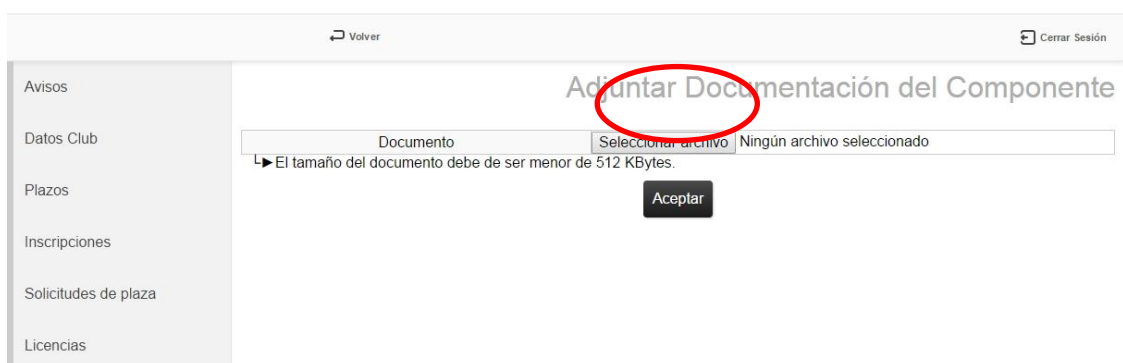 Volver
Cerrar Sesión
Avisos
Adjuntar Documentación del Componente
Datos Club
Documento Seleccionar archivo Ningún archivo seleccionado
El tamaño del documento debe de ser menor de 512 KBytes.
Plazos
Aceptar
Inscripciones
Solicitudes de plaza
Licencias